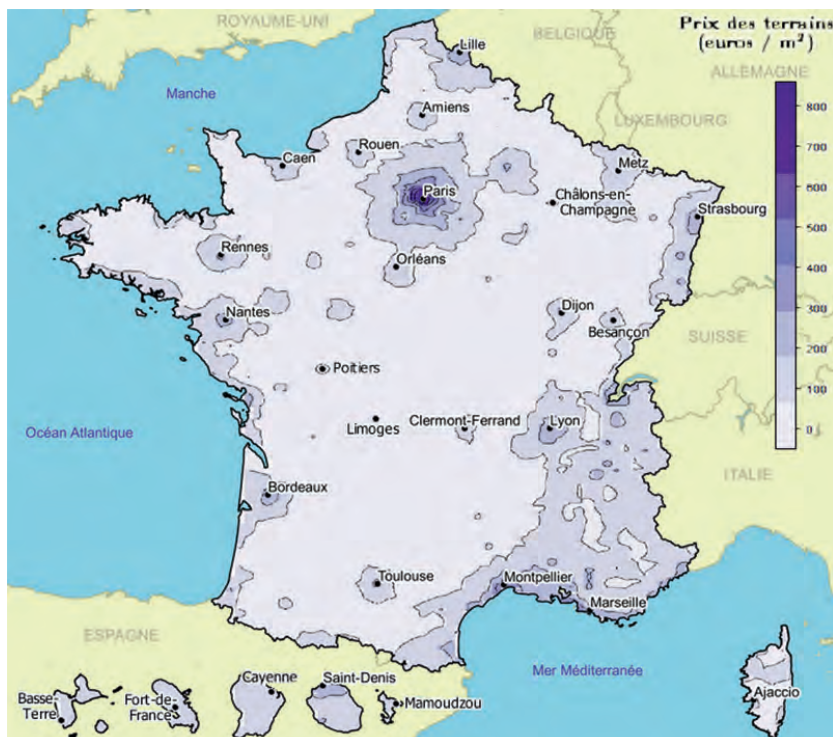 ROYAUME-UNI
BELGIQUE
Prix des terrains
(euros / m²)
ALLEMAGNE
Lille
Manche
800
Amiens
LUXEMBOURG
700
Rouen
Caen
Metz
600
Paris
Châlons-en-
Champagne
Strasbourg
500
Rennes
Orléans
400
Nantes
Dijon
300
Besançon
SUISSE
200
Poitiers
100
Océan Atlantique
Limoges
Clermont-Ferrand
Lyon
0
ITALIE
Bordeaux
Toulouse
Montpellier
Marseille
ESPAGNE
Mer Méditerranée
Cayenne
Saint-Denis
Basse-
Terre
Fort-de-
France
Mamoudzou
Ajaccio